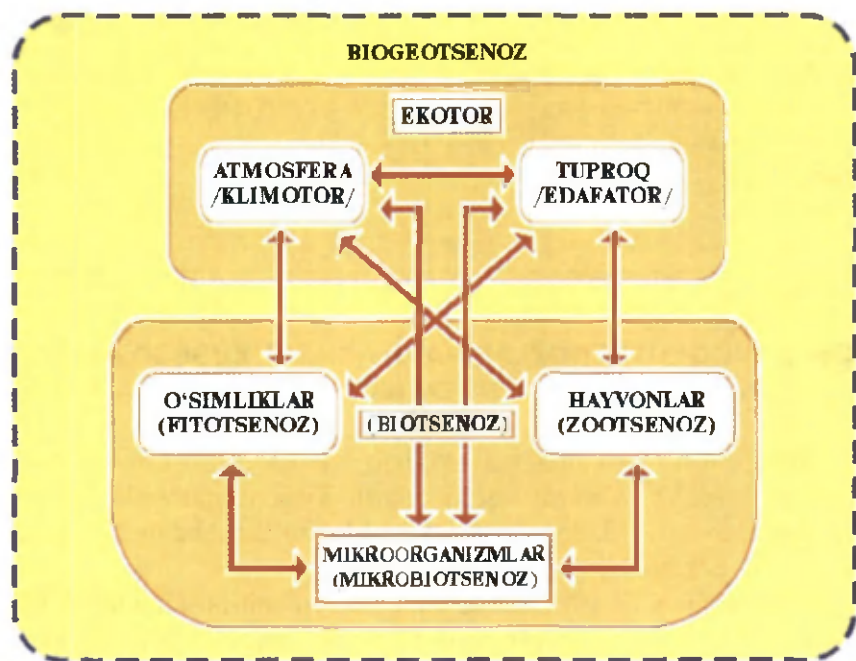 BIOGEOTSENOZ
EKOTOR
ATMOSFERA
/KLIMOTOR/
TUPROQ
/EDAFATOR/
O‘SIMLIKLAR
(FITOTSENOZ)
(BIOTSENOZ)
HAYVONLAR
(ZOOTSENOZ)
MIKROORGANIZMLAR
(MIKROBIOTSENOZ)